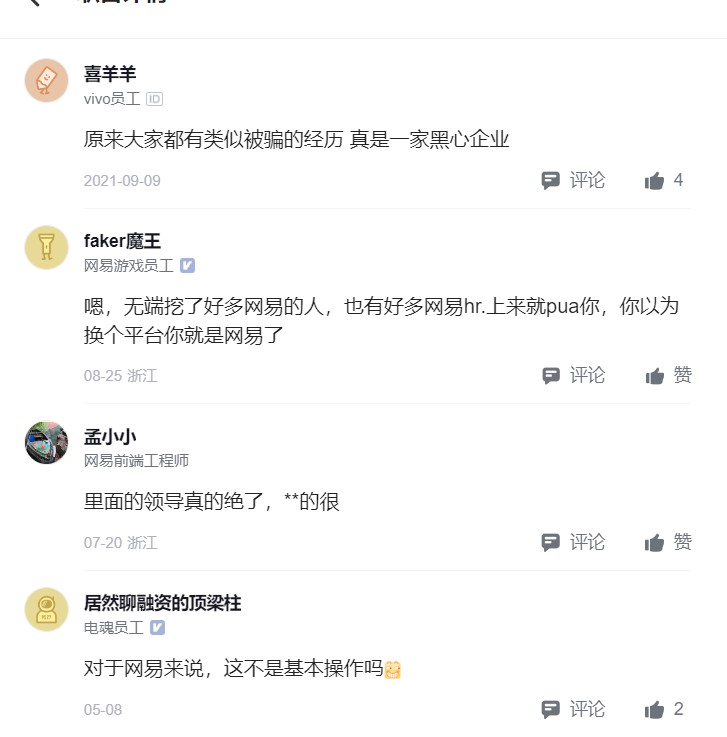 喜羊羊
vivo员工 ID
原来大家都有类似被骗的经历 真是一家黑心企业
2021-09-09 评论 4
faker魔王
网易游戏员工
嗯，无端挖了好多网易的人，也有好多网易hr.上来就pua你，你以为
换个平台你就是网易了
08-25 浙江 评论 赞
孟小小
网易前端工程师
里面的领导真的绝了，**的很
07-20 浙江 评论 赞
居然聊融资的顶梁柱
电魂员工
对于网易来说，这不是基本操作吗
05-08 评论 2